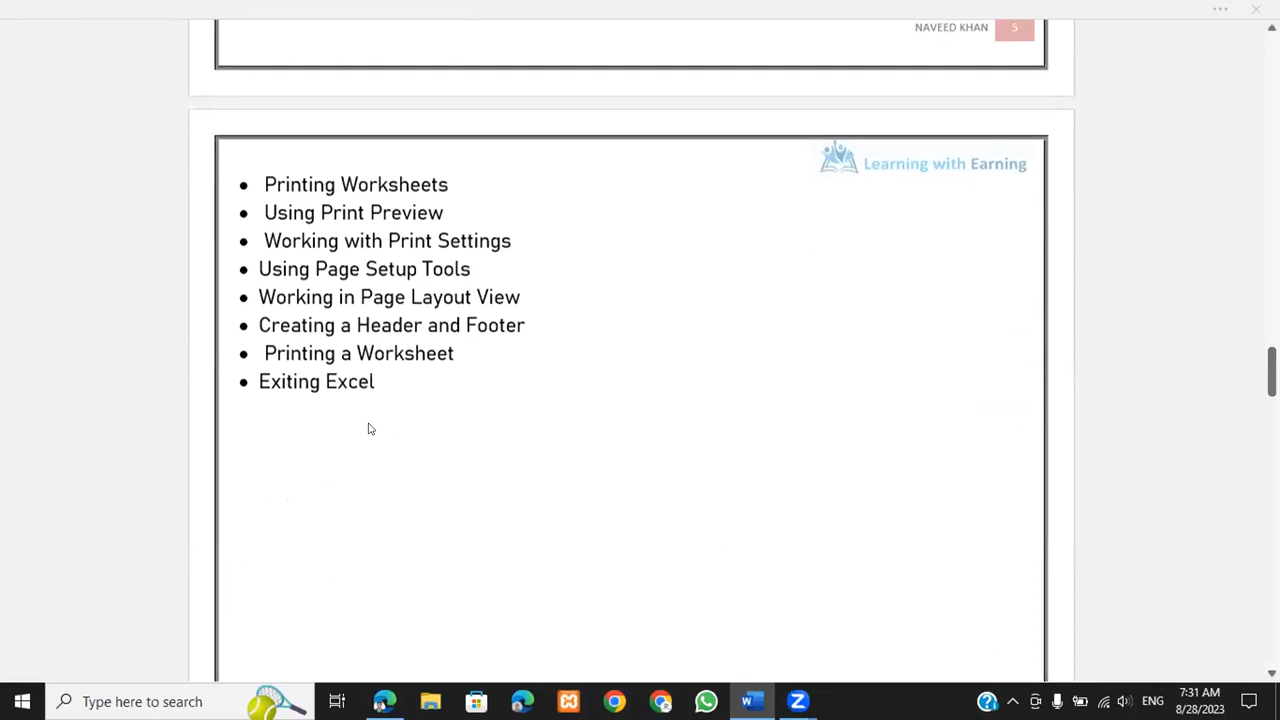 NAVEED KHAN 5
Learning with Earning
• Printing Worksheets
• Using Print Preview
• Working with Print Settings
• Using Page Setup Tools
• Working in Page Layout View
• Creating a Header and Footer
• Printing a Worksheet
• Exiting Excel
Type here to search
ENG
7:31 AM
8/28/2023